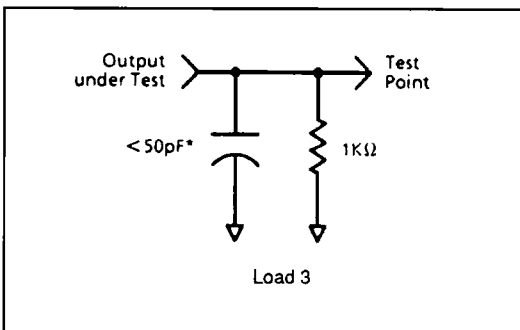 Output
under Test
Test
Point
<50pF*
1KΩ
Load 3